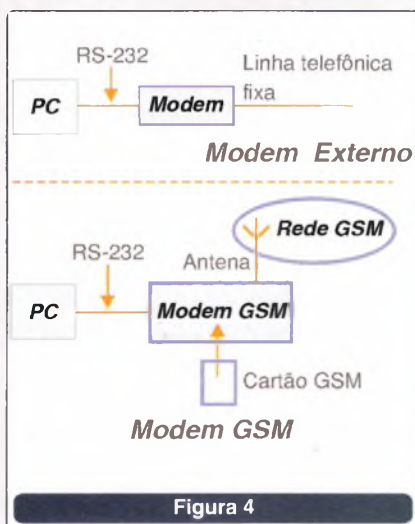 RS-232
Linha telefônica
fixa
PC
Modem
Modem Externo
Rede GSM
RS-232
Antena
PC
Modem GSM
Cartão GSM
Modem GSM
Figura 4